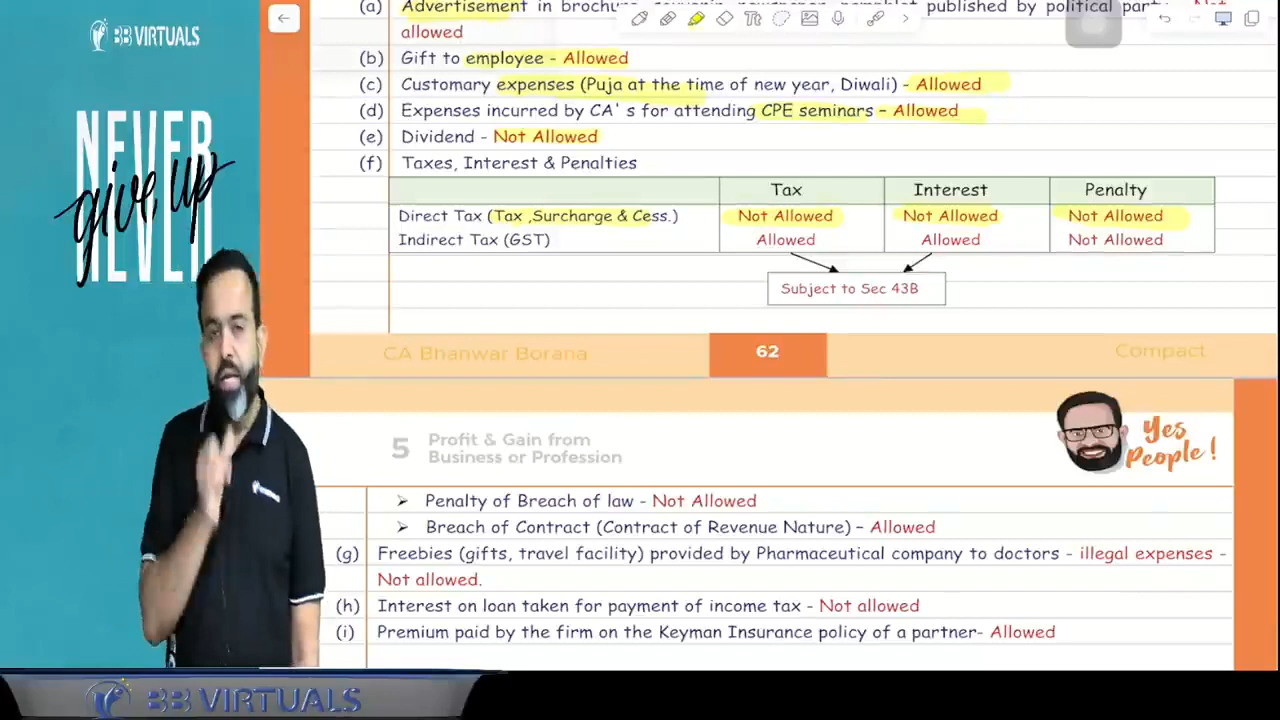 BB VIRTUALS
NEVER
give up
NEVER
(a) Advertisement in brochure, souvenir, newspaper, pamphlet published by political party - Not
allowed
(b) Gift to employee - Allowed
(c) Customary expenses (Puja at the time of new year, Diwali) - Allowed
(d) Expenses incurred by CA' s for attending CPE seminars – Allowed
(e) Dividend - Not Allowed
(f) Taxes, Interest & Penalties
Tax Interest Penalty
Direct Tax (Tax ,Surcharge & Cess.) Not Allowed Not Allowed Not Allowed
Indirect Tax (GST) Allowed Allowed Not Allowed
Subject to Sec 43B
CA Bhanwar Borana 62 Compact
5 Profit & Gain from
Business or Profession
Yes
People !
➢ Penalty of Breach of law - Not Allowed
➢ Breach of Contract (Contract of Revenue Nature) – Allowed
(g) Freebies (gifts, travel facility) provided by Pharmaceutical company to doctors - illegal expenses -
Not allowed.
(h) Interest on loan taken for payment of income tax - Not allowed
(i) Premium paid by the firm on the Keyman Insurance policy of a partner- Allowed
BB VIRTUALS